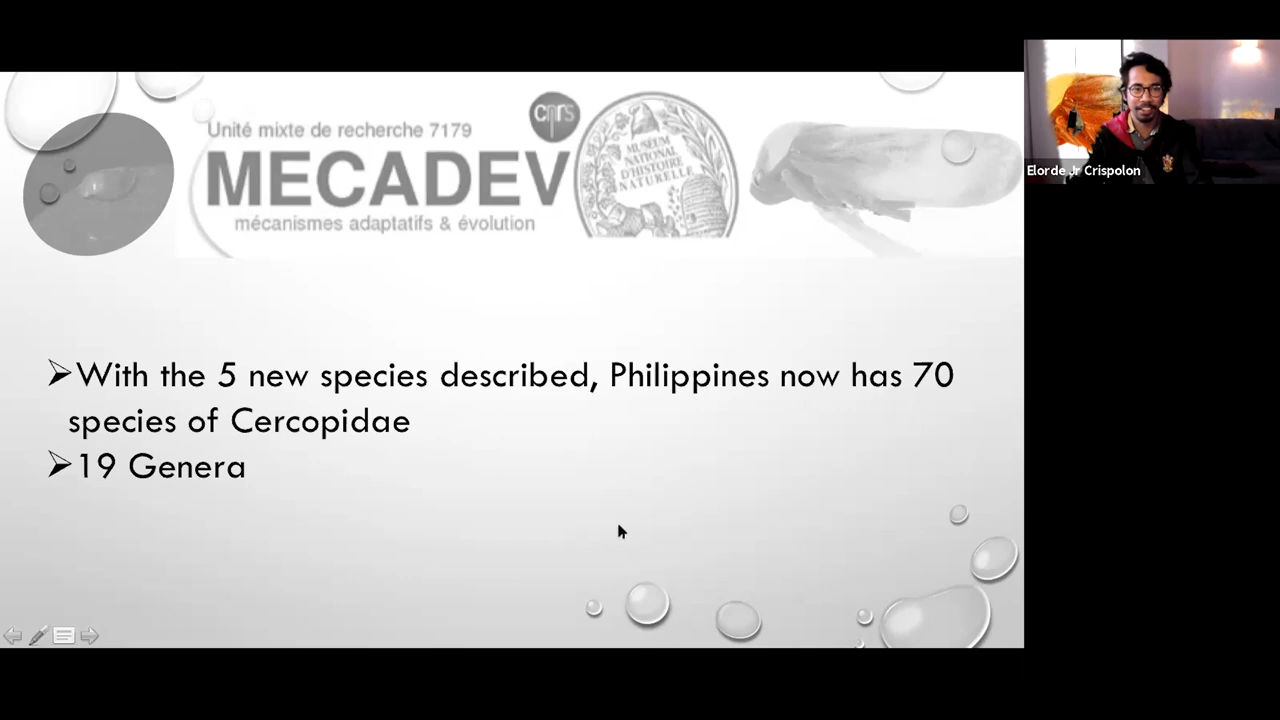 Unité mixte de recherche 7179
cnrs
MECADEV
mécanismes adaptatifs & évolution
MUSEUM
NATIONAL
D'HISTOIRE
NATURELLE
Elorde Jr Crispolon
➢With the 5 new species described, Philippines now has 70
species of Cercopidae
➢19 Genera